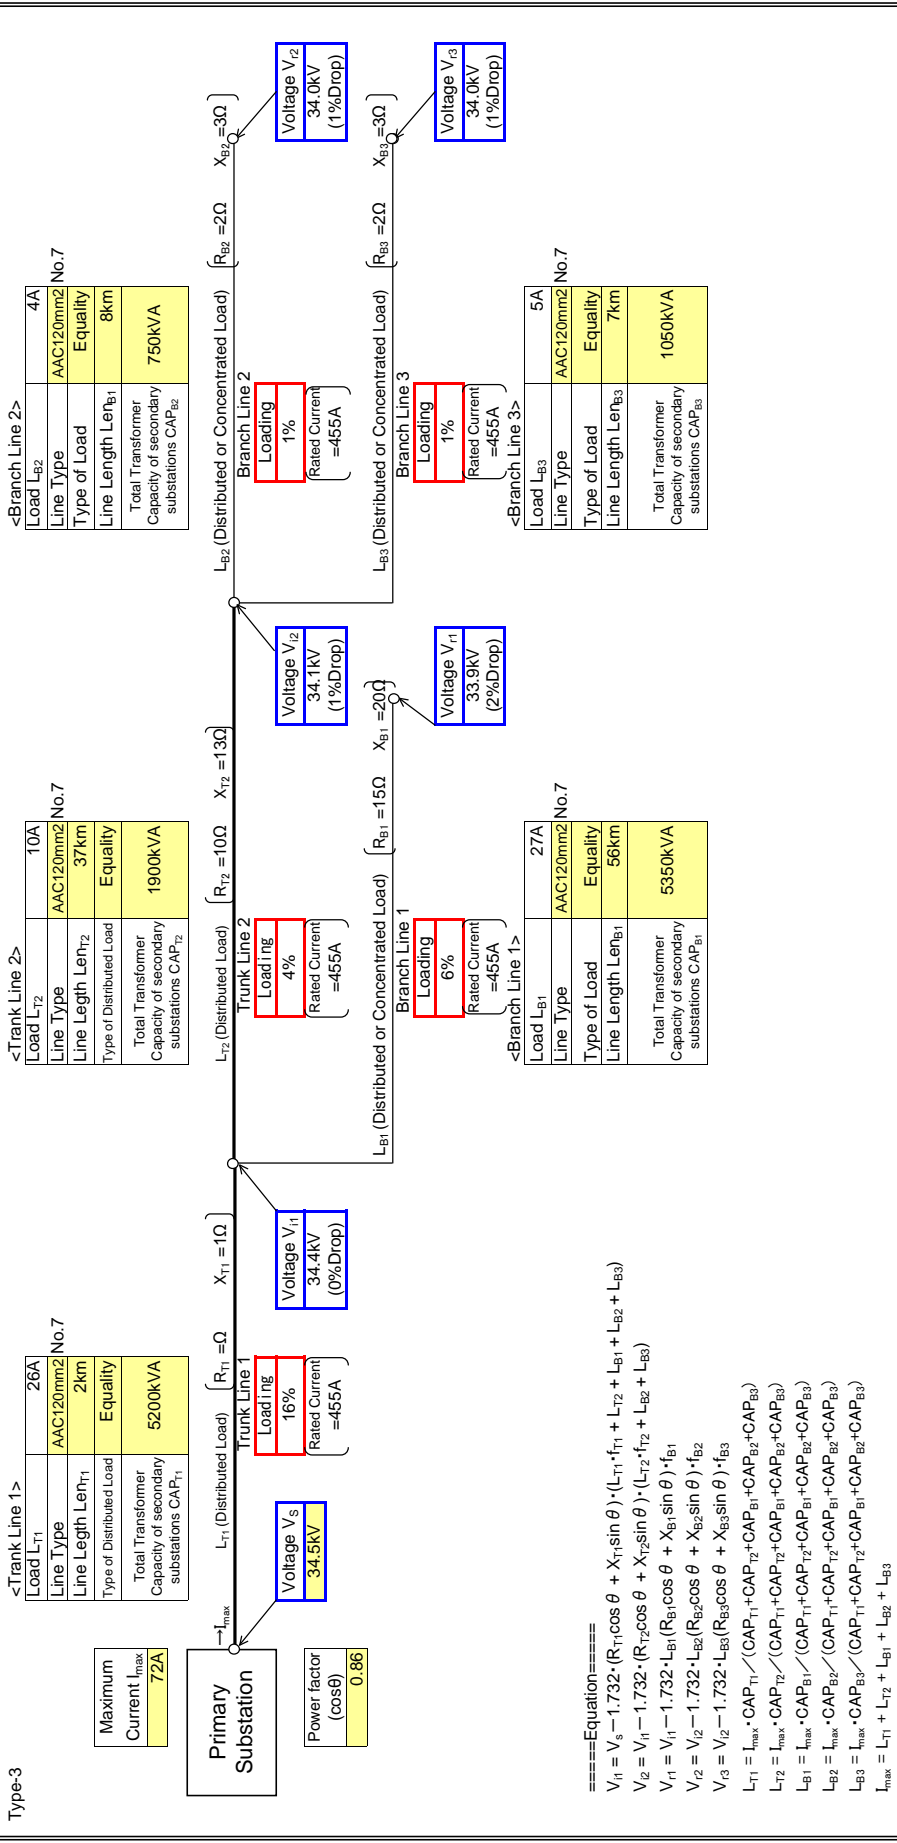 Type-3
Maximum
Current Imax
72A
Primary
Substation
Power factor
(cosθ)
0.86
→Imax
Voltage VS
34.5kV
<Trank Line 1>
Load LT1 26A
Line Type AAC120mm2 No.7
Line Legth LenT1 2km
Type of Distributed Load Equality
Total Transformer
Capacity of secondary
substations CAPT1
5200kVA
LT1 (Distributed Load)
RT1 =Ω XT1 =1Ω
Trunk Line 1
Loading
16%
Rated Current
=455A
Voltage Vi1
34.4kV
(0%Drop)
<Trank Line 2>
Load LT2 10A
Line Type AAC120mm2 No.7
Line Legth LenT2 37km
Type of Distributed Load Equality
Total Transformer
Capacity of secondary
substations CAPT2
1900kVA
LT2 (Distributed Load)
RT2 =10Ω XT2 =13Ω
Trunk Line 2
Loading
4%
Rated Current
=455A
Voltage Vi2
34.1kV
(1%Drop)
LB1 (Distributed or Concentrated Load)
RB1 =15Ω XB1 =20Ω
Branch Line 1
Loading
6%
Rated Current
=455A
Voltage Vr1
33.9kV
(2%Drop)
<Branch Line 1>
Load LB1 27A
Line Type AAC120mm2 No.7
Type of Load Equality
Line Length LenB1 56km
Total Transformer
Capacity of secondary
substations CAPB1
5350kVA
<Branch Line 2>
Load LB2 4A
Line Type AAC120mm2 No.7
Type of Load Equality
Line Length LenB1 8km
Total Transformer
Capacity of secondary
substations CAPB2
750kVA
LB2 (Distributed or Concentrated Load)
RB2 =2Ω XB2 =3Ω
Branch Line 2
Loading
1%
Rated Current
=455A
Voltage Vr2
34.0kV
(1%Drop)
LB3 (Distributed or Concentrated Load)
RB3 =2Ω XB3 =3Ω
Branch Line 3
Loading
1%
Rated Current
=455A
Voltage Vr3
34.0kV
(1%Drop)
<Branch Line 3>
Load LB3 5A
Line Type AAC120mm2 No.7
Type of Load Equality
Line Length LenB3 7km
Total Transformer
Capacity of secondary
substations CAPB3
1050kVA
=====Equation=====
Vi1 = Vs－1.732・(RT1cos θ + XT1sin θ)・(LT1・fT1 + LT2 + LB1 + LB2 + LB3)
Vi2 = Vi1－1.732・(RT2cos θ + XT2sin θ)・(LT2・fT2 + LB2 + LB3)
Vr1 = Vi1－1.732・LB1(RB1cos θ + XB1sin θ)・fB1
Vr2 = Vi2－1.732・LB2(RB2cos θ + XB2sin θ)・fB2
Vr3 = Vi2－1.732・LB3(RB3cos θ + XB3sin θ)・fB3
LT1 = Imax・CAPT1／(CAPT1+CAPT2+CAPB1+CAPB2+CAPB3)
LT2 = Imax・CAPT2／(CAPT1+CAPT2+CAPB1+CAPB2+CAPB3)
LB1 = Imax・CAPB1／(CAPT1+CAPT2+CAPB1+CAPB2+CAPB3)
LB2 = Imax・CAPB2／(CAPT1+CAPT2+CAPB1+CAPB2+CAPB3)
LB3 = Imax・CAPB3／(CAPT1+CAPT2+CAPB1+CAPB2+CAPB3)
Imax = LT1 + LT2 + LB1 + LB2 + LB3